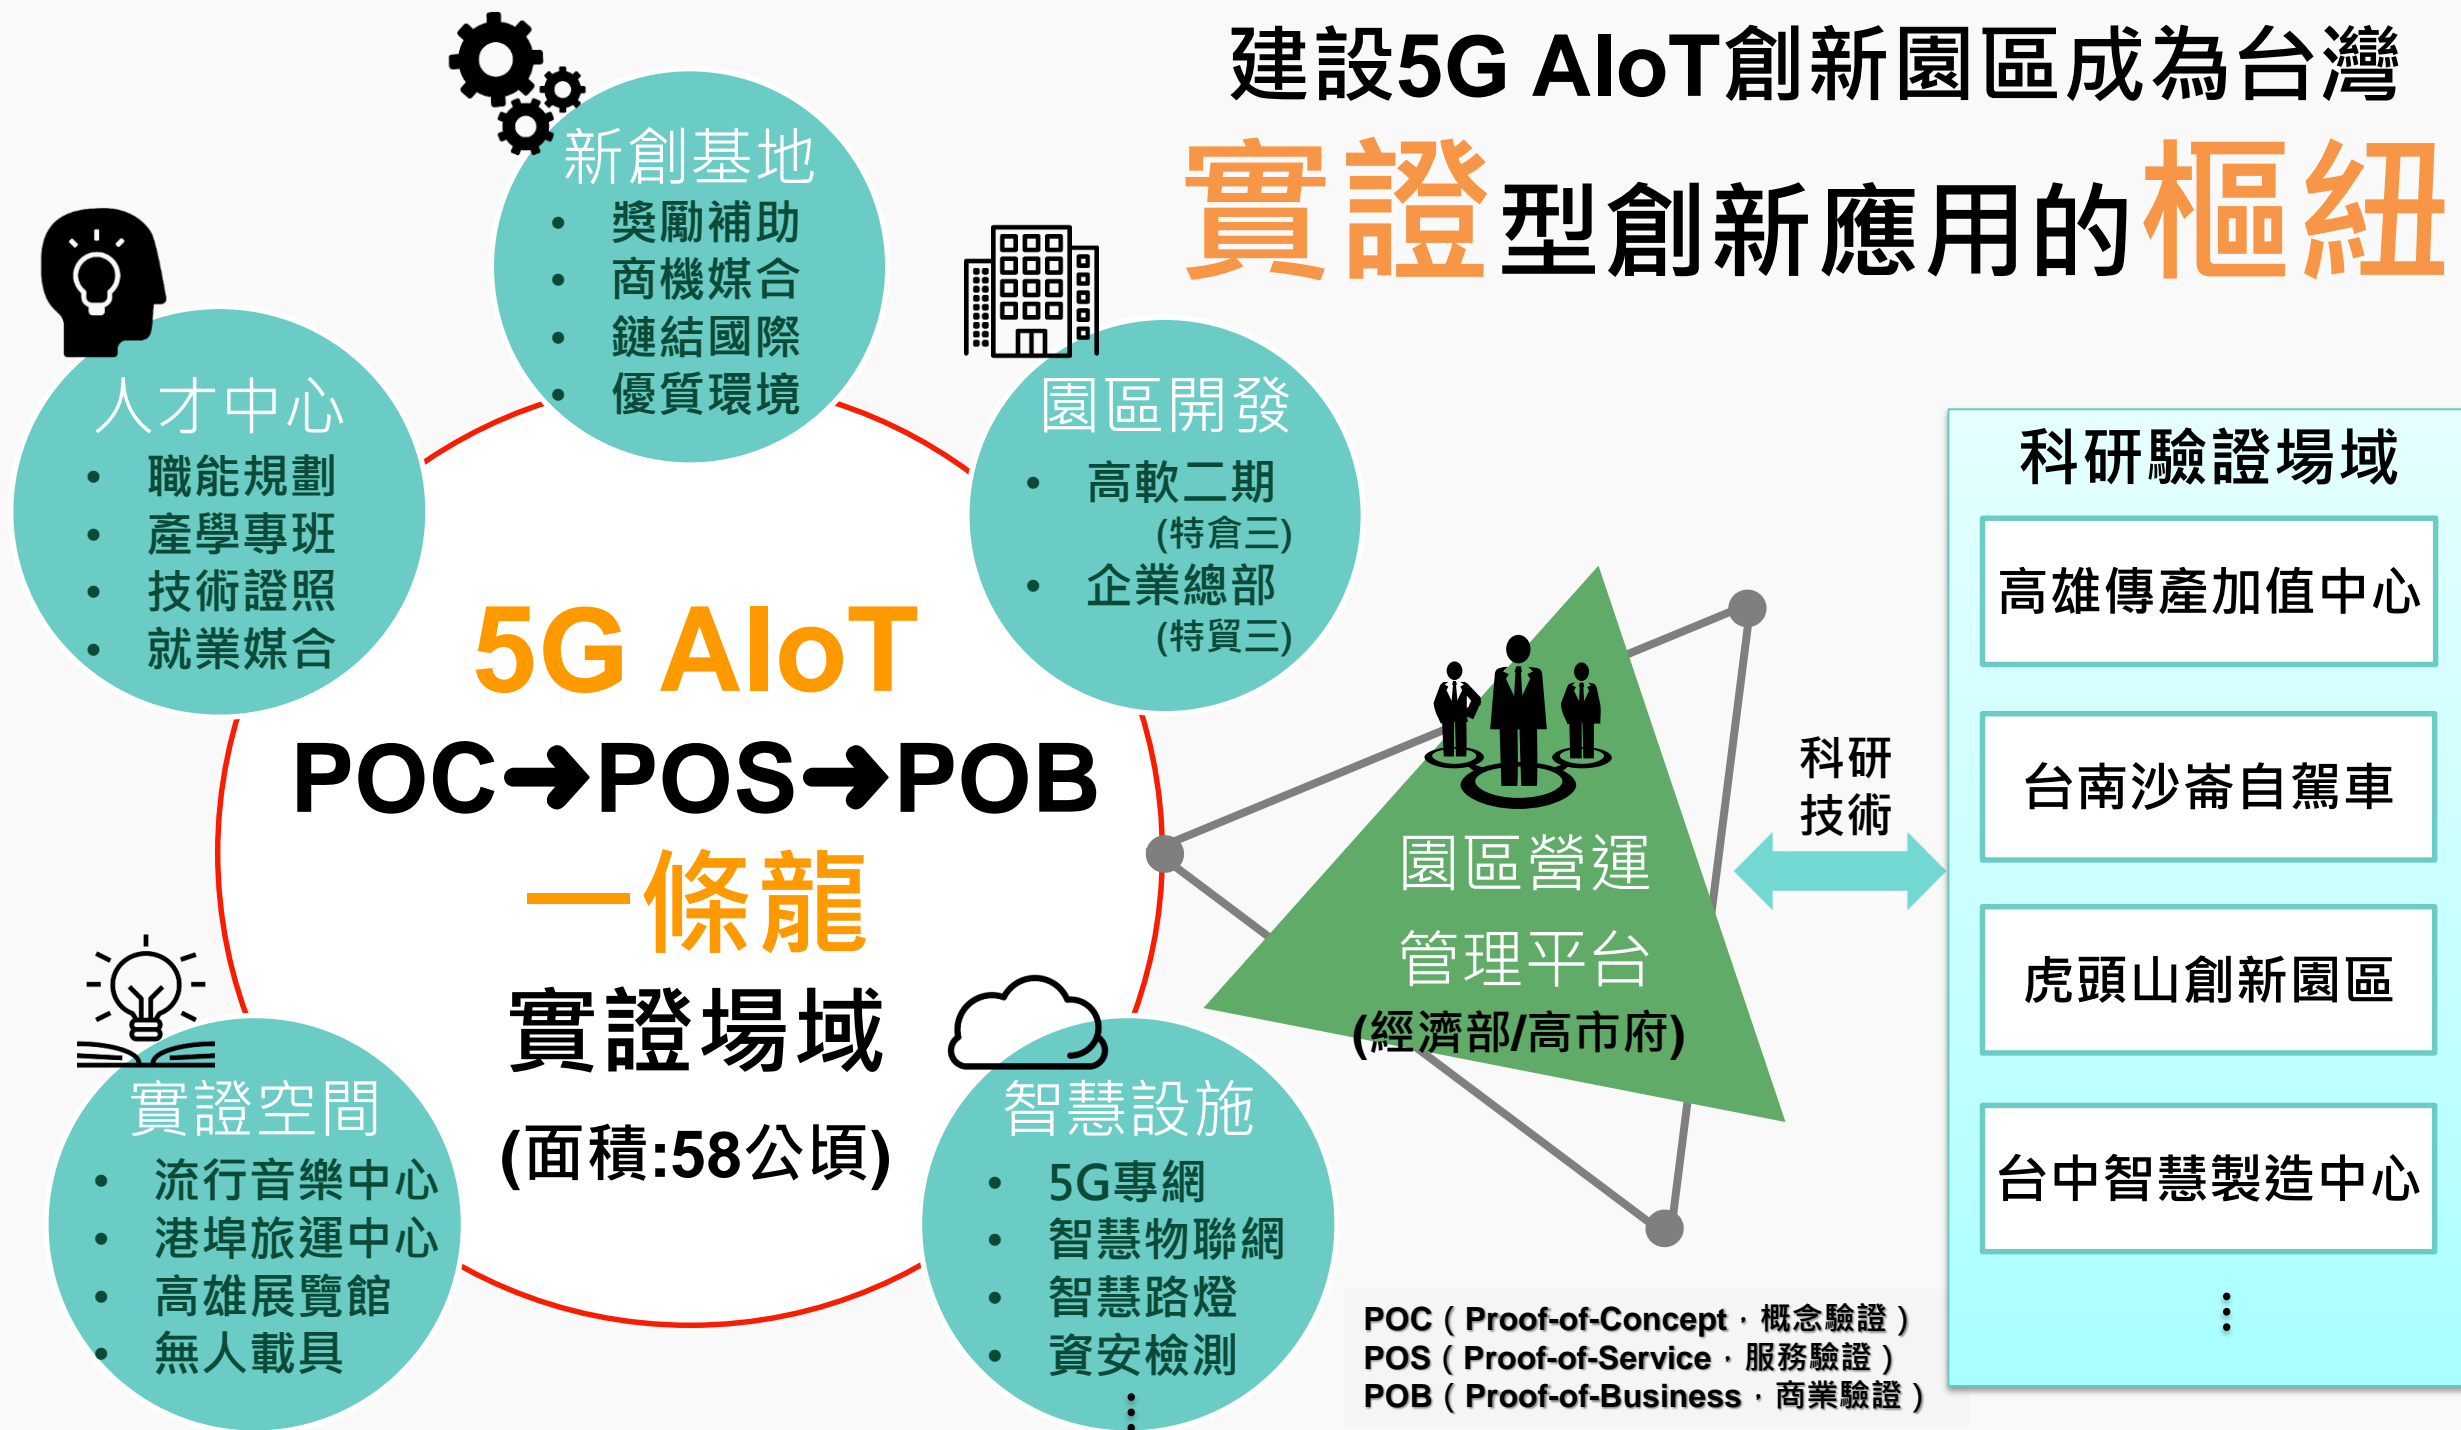 建設5G AIoT創新園區成為台灣
實證型創新應用的樞紐
新創基地
• 獎勵補助
• 商機媒合
• 鏈結國際
• 優質環境
人才中心
• 職能規劃
• 產學專班
• 技術證照
• 就業媒合
園區開發
• 高軟二期
(特倉三)
• 企業總部
(特貿三)
5G AIoT
POC➜POS➜POB
一條龍
實證場域
(面積:58公頃)
實證空間
• 流行音樂中心
• 港埠旅運中心
• 高雄展覽館
• 無人載具
智慧設施
• 5G專網
• 智慧物聯網
• 智慧路燈
• 資安檢測
⋮
園區營運
管理平台
(經濟部/高市府)
科研
技術
科研驗證場域
高雄傳產加值中心
台南沙崙自駕車
虎頭山創新園區
台中智慧製造中心
⋮
POC（Proof-of-Concept，概念驗證）
POS（Proof-of-Service，服務驗證）
POB（Proof-of-Business，商業驗證）